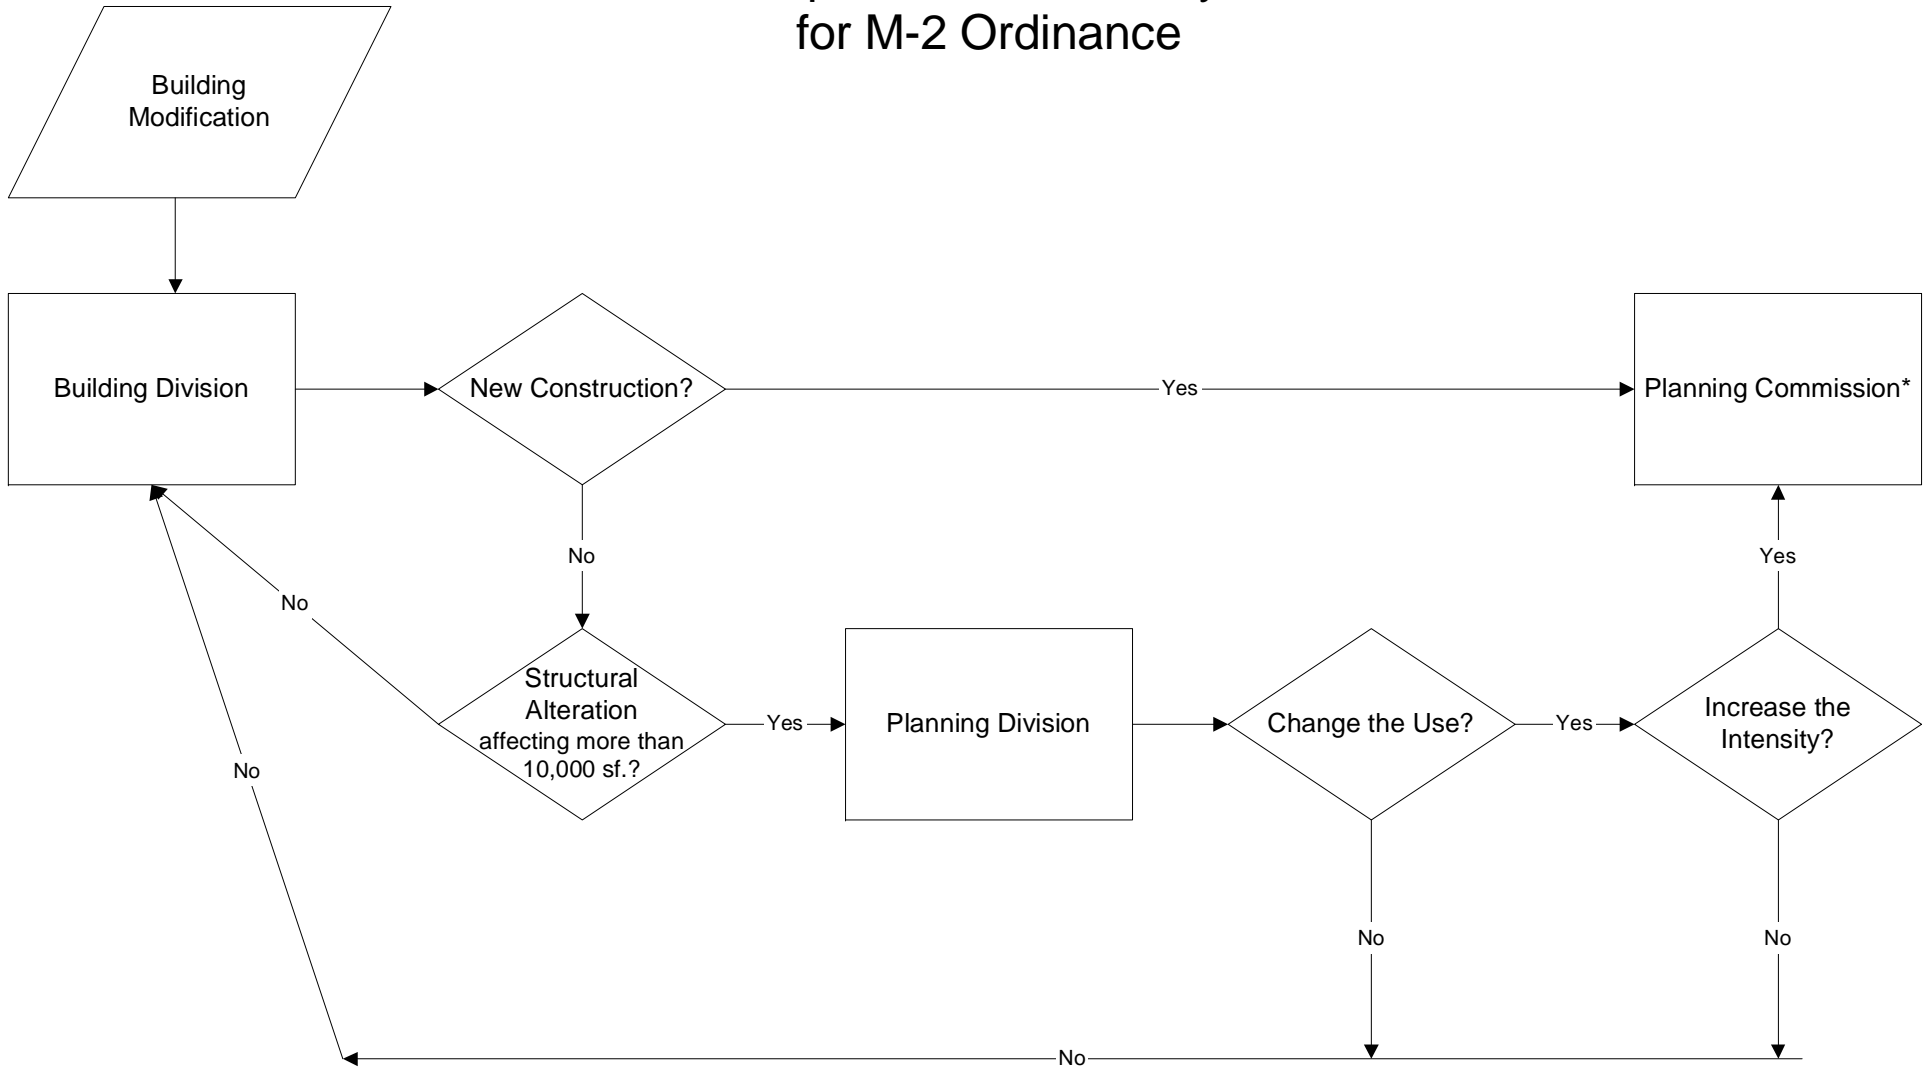 for M-2 Ordinance
Building
Modification
Building Division
New Construction?
Yes
Planning Commission*
No
Yes
No
Structural
Alteration
affecting more than
10,000 sf.?
Yes
Planning Division
Change the Use?
Yes
Increase the
Intensity?
No
No
No
No